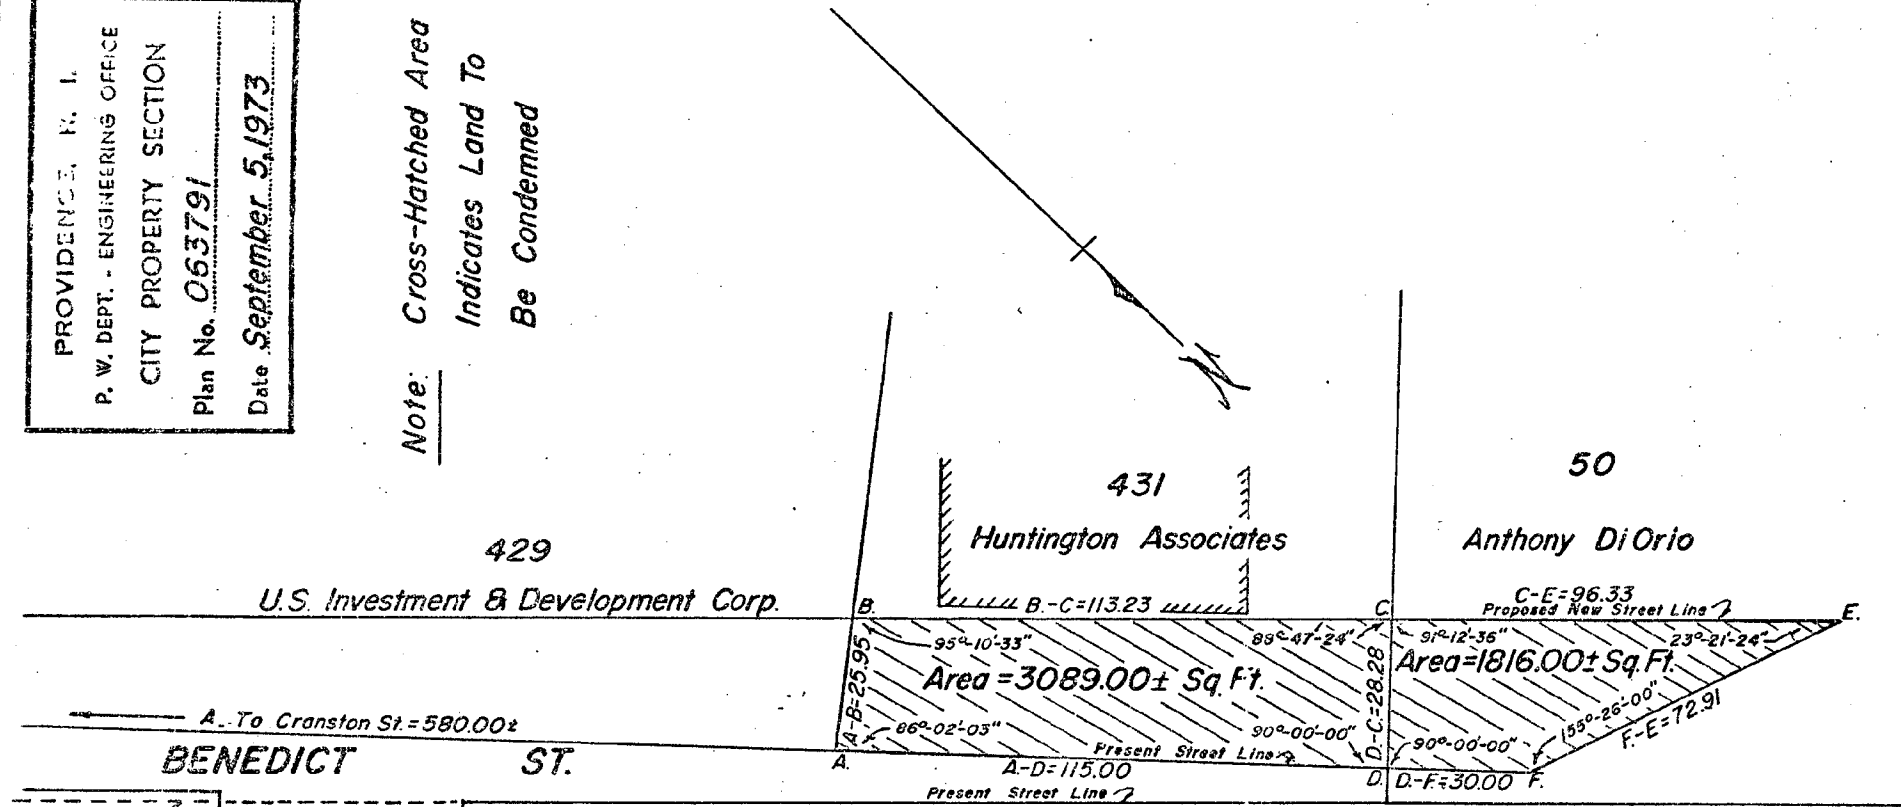 PROVIDENCE, R. I.
P. W. DEPT. - ENGINEERING OFFICE
CITY PROPERTY SECTION
Plan No. 063791
Date September 5, 1973
Note: Cross-Hatched Area
Indicates Land To
Be Condemned
429
U.S. Investment & Development Corp.
431
Huntington Associates
50
Anthony DiOrio
B.
B.-C=113.23
C.
C-E=96.33
Proposed New Street Line
E.
95°-10'-33"
88°-47'-24"
91°-12'-36"
23°-21'-24"
A-B=25.95
Area=3089.00± Sq. Ft.
D-C=28.28
Area=1816.00± Sq. Ft.
A. To Cranston St.=580.00±
86°-02'-03"
90°-00'-00"
90°-00'-00"
155°-26'-00"
F.-E=72.91
Present Street Line
BENEDICT ST.
A.
A-D=115.00
D.
D.-F=30.00
F.
Present Street Line